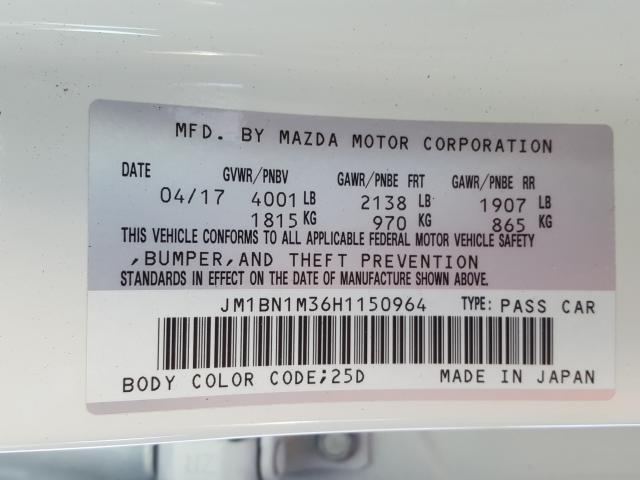 MFD. BY MAZDA MOTOR CORPORATION
DATE GVWR/PNBV GAWR/PNBE FRT GAWR/PNBE RR
04/17 4001 LB 2138 LB 1907 LB
1815 KG 970 KG 865 KG
THIS VEHICLE CONFORMS TO ALL APPLICABLE FEDERAL MOTOR VEHICLE SAFETY
,BUMPER,AND THEFT PREVENTION
STANDARDS IN EFFECT ON THE DATE OF MANUFACTURE SHOWN ABOVE.
JM1BN1M36H1150964 TYPE: PASS CAR
BODY COLOR CODE;25D MADE IN JAPAN